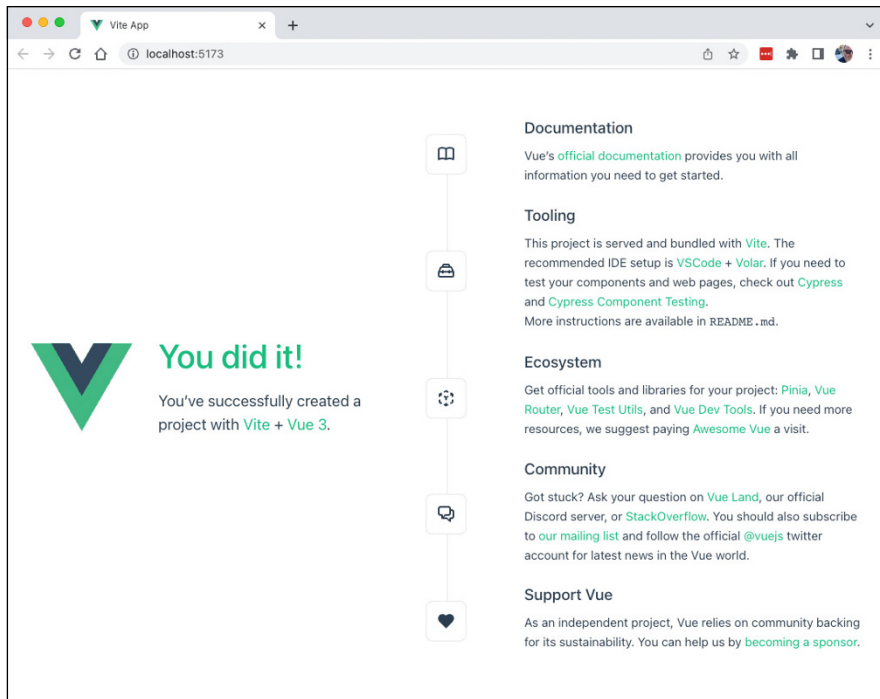 Vite App
localhost:5173
You did it!
You’ve successfully created a
project with Vite + Vue 3.
Documentation
Vue’s official documentation provides you with all
information you need to get started.
Tooling
This project is served and bundled with Vite. The
recommended IDE setup is VSCode + Volar. If you need to
test your components and web pages, check out Cypress
and Cypress Component Testing.
More instructions are available in README.md.
Ecosystem
Get official tools and libraries for your project: Pinia, Vue
Router, Vue Test Utils, and Vue Dev Tools. If you need more
resources, we suggest paying Awesome Vue a visit.
Community
Got stuck? Ask your question on Vue Land, our official
Discord server, or StackOverflow. You should also subscribe
to our mailing list and follow the official @vuejs twitter
account for latest news in the Vue world.
Support Vue
As an independent project, Vue relies on community backing
for its sustainability. You can help us by becoming a sponsor.